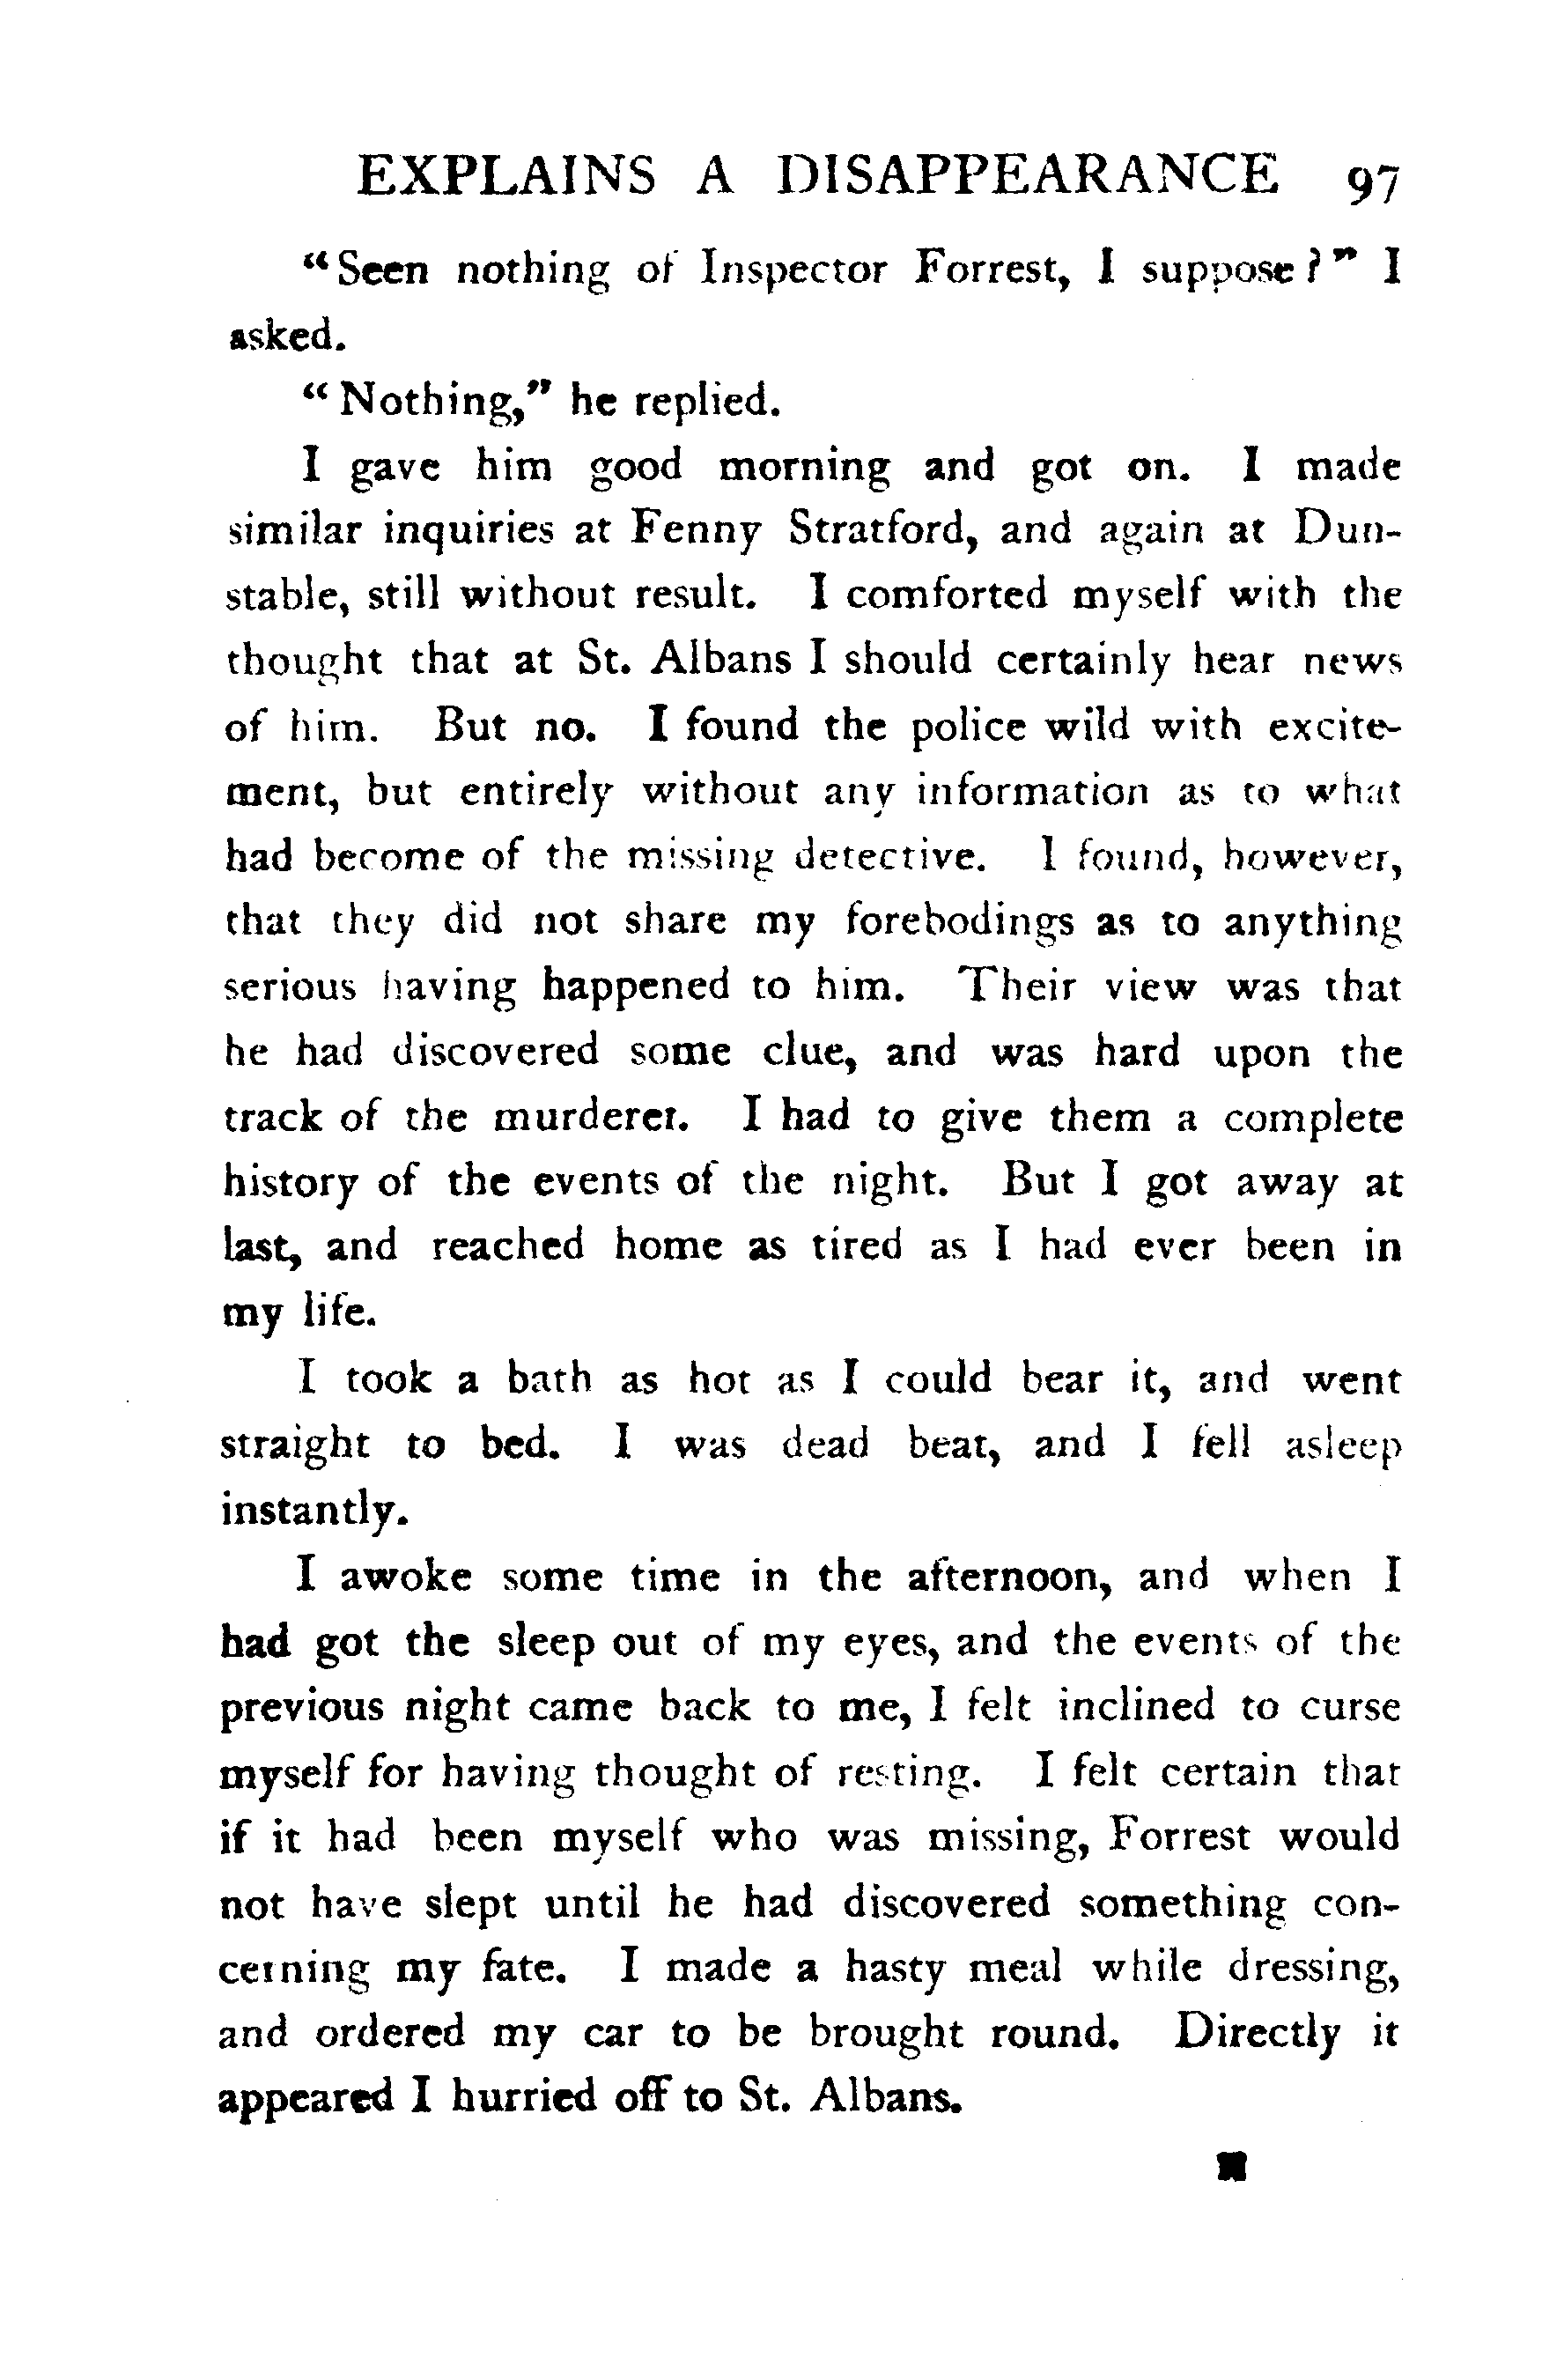 EXPLAINS A DISAPPEARANCE 97
“Seen nothing of Inspector Forrest, I suppose?” I
asked.
“Nothing,” he replied.
I gave him good morning and got on. I made
similar inquiries at Fenny Stratford, and again at Dun-
stable, still without result. I comforted myself with the
thought that at St. Albans I should certainly hear news
of him. But no. I found the police wild with excite-
ment, but entirely without any information as to what
had become of the missing detective. I found, however,
that they did not share my forebodings as to anything
serious having happened to him. Their view was that
he had discovered some clue, and was hard upon the
track of the murderer. I had to give them a complete
history of the events of the night. But I got away at
last, and reached home as tired as I had ever been in
my life.
I took a bath as hot as I could bear it, and went
straight to bed. I was dead beat, and I fell asleep
instantly.
I awoke some time in the afternoon, and when I
had got the sleep out of my eyes, and the events of the
previous night came back to me, I felt inclined to curse
myself for having thought of resting. I felt certain that
if it had been myself who was missing, Forrest would
not have slept until he had discovered something con-
cerning my fate. I made a hasty meal while dressing,
and ordered my car to be brought round. Directly it
appeared I hurried off to St. Albans.